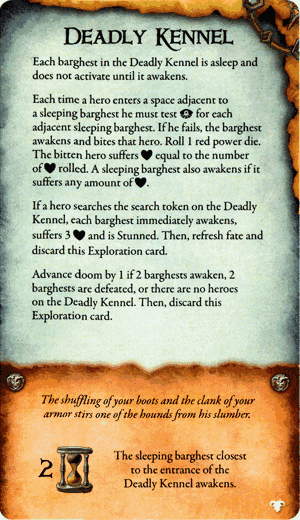 DEADLY KENNEL
Each barghest in the Deadly Kennel is asleep and
does not activate until it awakens.
Each time a hero enters a space adjacent to
a sleeping barghest he must test for each
adjacent sleeping barghest. If he fails, the barghest
awakens and bites that hero. Roll 1 red power die.
The bitten hero suffers ♥ equal to the number
of ♥ rolled. A sleeping barghest also awakens if it
suffers any amount of ♥.
If a hero searches the search token on the Deadly
Kennel, each barghest immediately awakens,
suffers 3 ♥ and is Stunned. Then, refresh fate and
discard this Exploration card.
Advance doom by 1 if 2 barghests awaken, 2
barghests are defeated, or there are no heroes
on the Deadly Kennel. Then, discard this
Exploration card.
The shuffling of your boots and the clank of your
armor stirs one of the hounds from his slumber.
2
The sleeping barghest closest
to the entrance of the
Deadly Kennel awakens.